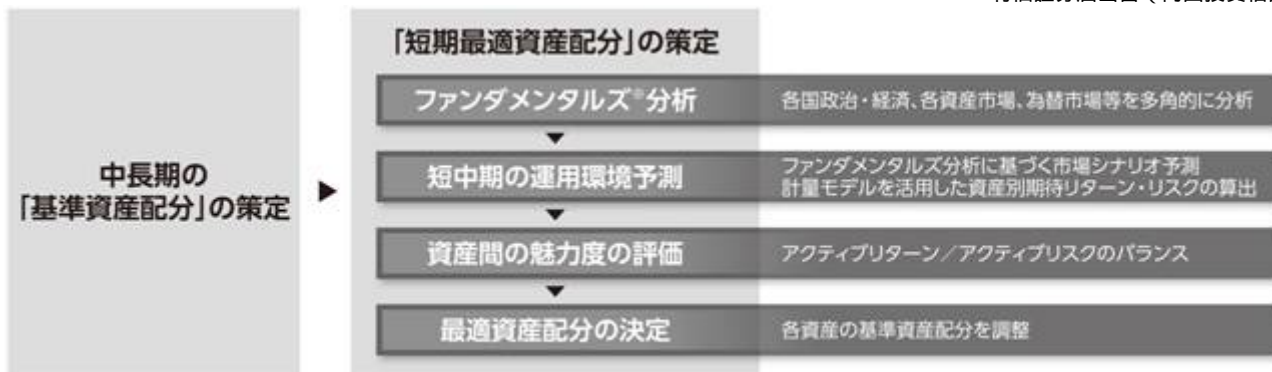 中長期の
「基準資産配分」の策定
▶
「短期最適資産配分」の策定
ファンダメンタルズ※分析
各国政治・経済、各資産市場、為替市場等を多角的に分析
▼
短中期の運用環境予測
ファンダメンタルズ分析に基づく市場シナリオ予測
計量モデルを活用した資産別期待リターン・リスクの算出
▼
資産間の魅力度の評価
アクティブリターン／アクティブリスクのバランス
▼
最適資産配分の決定
各資産の基準資産配分を調整